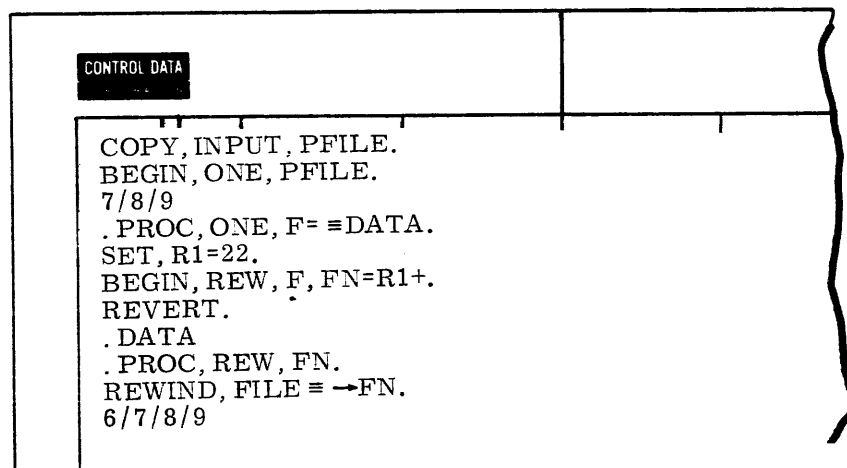 CONTROL DATA
COPY, INPUT, PFILE.
BEGIN, ONE, PFILE.
7/8/9
. PROC, ONE, F= ≡DATA.
SET, R1=22.
BEGIN, REW, F, FN=R1+.
REVERT.
. DATA
. PROC, REW, FN.
REWIND, FILE ≡ →FN.
6/7/8/9